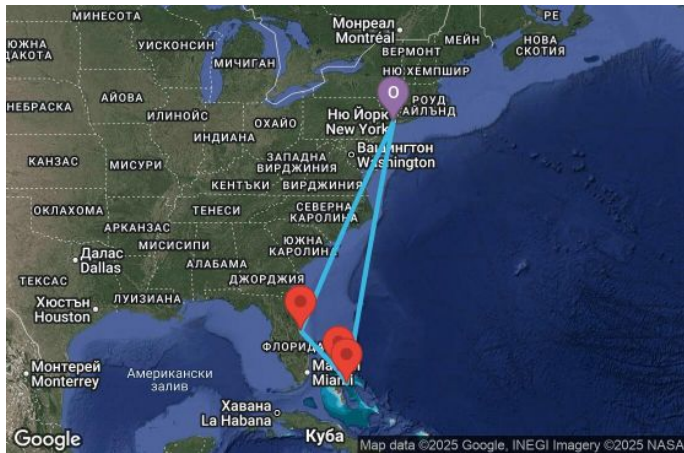 МИНЕСОТА
Монреал
Montréal
РЕ
ЮЖНА
ДАКОТА
УИСКОНСИН
МИЧИГАН
ВЕРМОНТ
МЕЙН
НОВА
СКОТИЯ
НЮ ХЕМПШИР
НЕБРАСКА
АЙОВА
ИЛИНОЙС
ИНДИАНА
ОХАЙО
O
РОУД
АЙЛЪНД
Ню Йорк
New York
КАНЗАС
МИСУРИ
ЗАПАДНА
ВИРДЖИНИЯ
Вашингтон
Washington
КЕНТЪКИ
ВИРДЖИНИЯ
ОКЛАХОМА
АРКАНЗАС
ТЕНЕСИ
СЕВЕРНА
КАРОЛИНА
Далас
Dallas
МИСИСИПИ
АЛАБАМА
ЮЖНА
КАРОЛИНА
ДЖОРДЖИЯ
ТЕКСАС
Хюстън
Houston
ЛУИЗИАНА
ФЛОРИДА
Монтерей
Monterrey
Американски
залив
Miami
Хавана
La Habana
Куба
Google
Map data ©2025 Google, INEGI Imagery ©2025 NASA